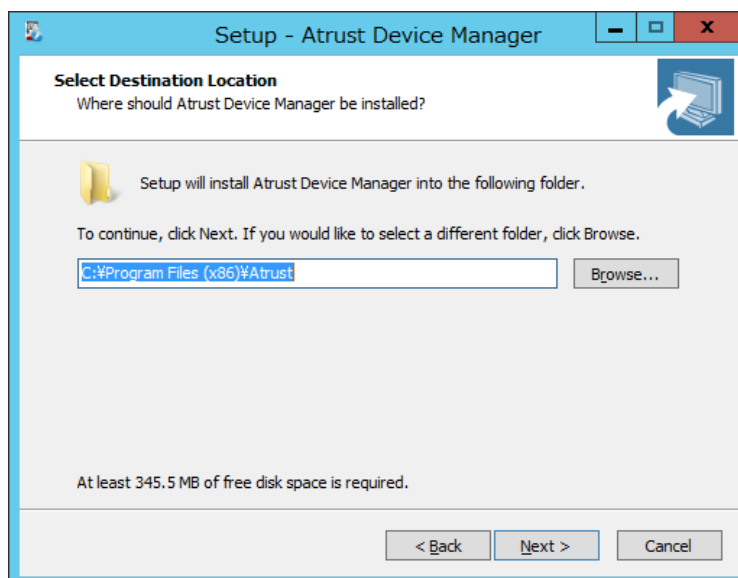 Setup - Atrust Device Manager
Select Destination Location
Where should Atrust Device Manager be installed?
Setup will install Atrust Device Manager into the following folder.
To continue, click Next. If you would like to select a different folder, click Browse.
C:¥Program Files (x86)¥Atrust
Browse...
At least 345.5 MB of free disk space is required.
< Back
Next >
Cancel